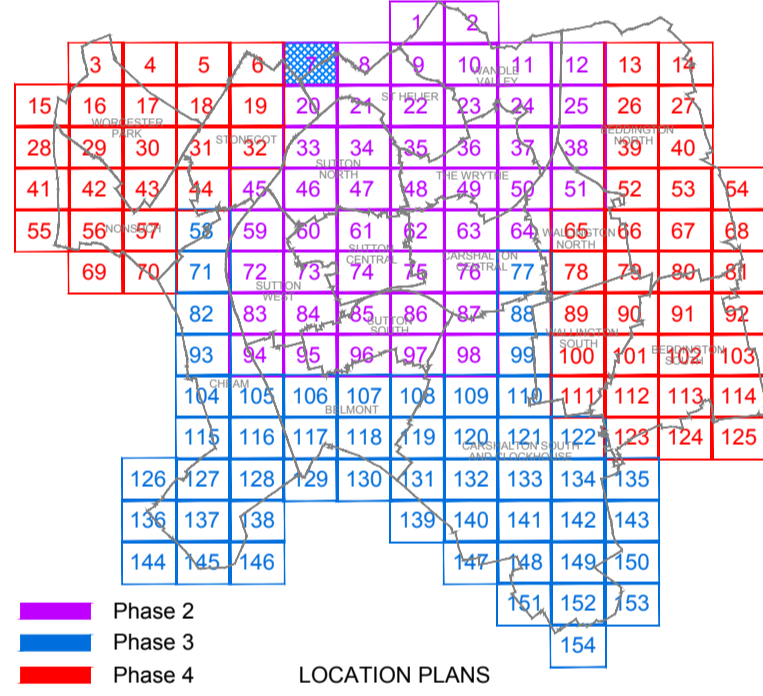 1 2
3 4 5 6 7 8 9 10 11 12 13 14
WANDLE
VALLEY
15 16 17 18 19 20 21 22 23 24 25 26 27
ST HELIER
WORCESTER
PARK
STONECOT
BEDDINGTON
NORTH
28 29 30 31 32 33 34 35 36 37 38 39 40
SUTTON
NORTH
THE WRYTHE
41 42 43 44 45 46 47 48 49 50 51 52 53 54
55 56 57 58 59 60 61 62 63 64 65 66 67 68
NONSUCH
WALLINGTON
NORTH
SUTTON
CENTRAL
CARSHALTON
CENTRAL
69 70 71 72 73 74 75 76 77 78 79 80 81
SUTTON
WEST
82 83 84 85 86 87 88 89 90 91 92
SUTTON
SOUTH
WALLINGTON
SOUTH
93 94 95 96 97 98 99 100 101 102 103
BEDDINGTON
SOUTH
CHEAM
104 105 106 107 108 109 110 111 112 113 114
BELMONT
115 116 117 118 119 120 121 122 123 124 125
CARSHALTON SOUTH
AND CLOCKHOUSE
126 127 128 129 130 131 132 133 134 135
136 137 138 139 140 141 142 143
144 145 146 147 148 149 150
151 152 153
154
Phase 2
Phase 3
Phase 4
LOCATION PLANS